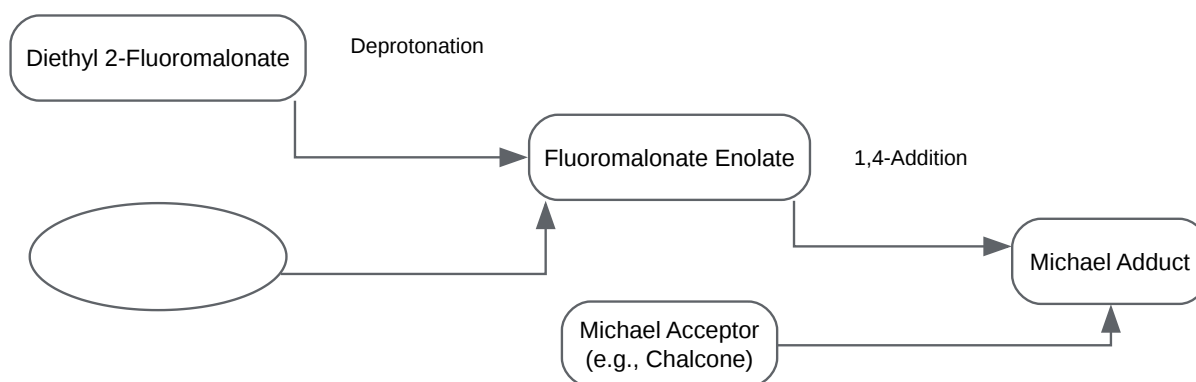 Diethyl 2-Fluoromalonate
Deprotonation
Fluoromalonate Enolate
1,4-Addition
Michael Adduct
Michael Acceptor
(e.g., Chalcone)